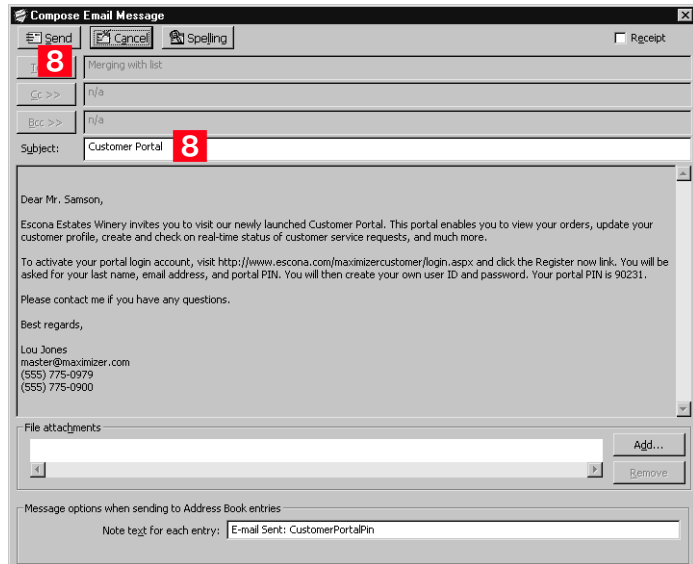 Compose Email Message
Send Cancel Spelling Receipt
8
Merging with list
Cc >> n/a
Bcc >> n/a
Subject: Customer Portal 8
Dear Mr. Samson,
Escona Estates Winery invites you to visit our newly launched Customer Portal. This portal enables you to view your orders, update your
customer profile, create and check on real-time status of customer service requests, and much more.
To activate your portal login account, visit http://www.escona.com/maximizercustomer/login.aspx and click the Register now link. You will be
asked for your last name, email address, and portal PIN. You will then create your own user ID and password. Your portal PIN is 90231.
Please contact me if you have any questions.
Best regards,
Lou Jones
master@maximizer.com
(555) 775-0979
(555) 775-0900
File attachments
Add...
Remove
Message options when sending to Address Book entries
Note text for each entry: E-mail Sent: CustomerPortalPin